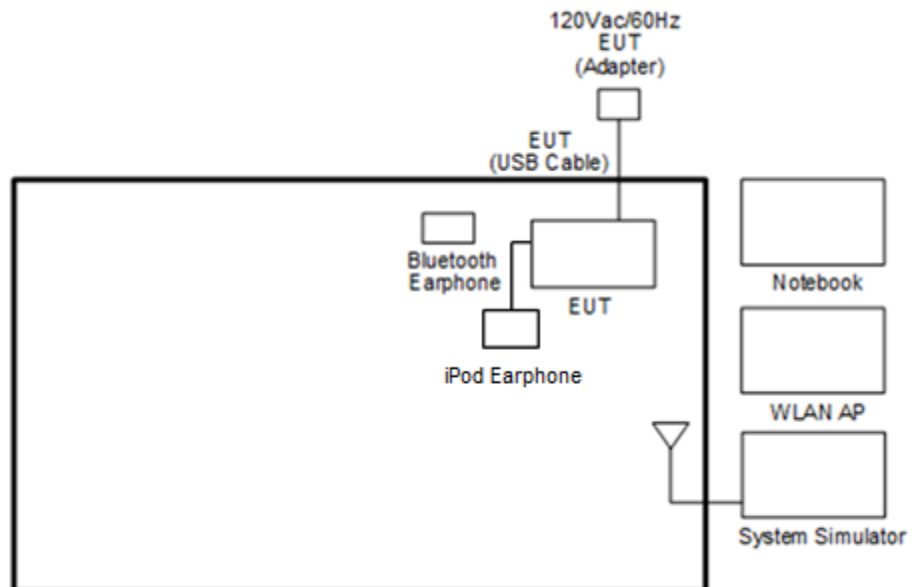 120Vac/60Hz
EUT
(Adapter)
EUT
(USB Cable)
Bluetooth
Earphone
EUT
iPod Earphone
Notebook
WLAN AP
System Simulator